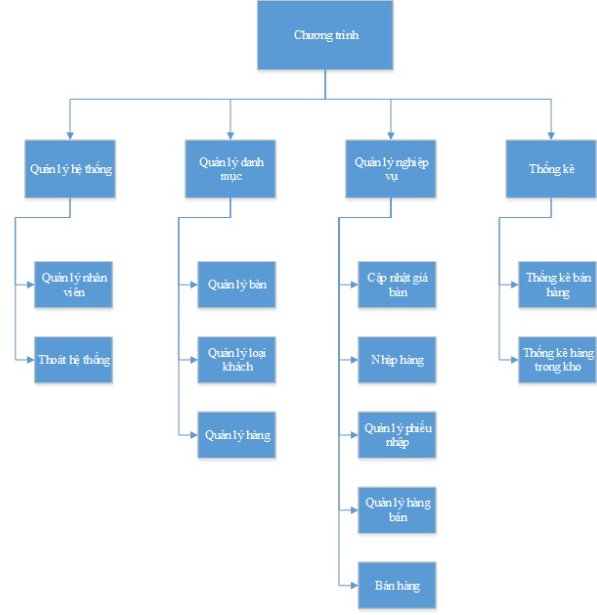 Chương trình
Quản lý hệ thống
Quản lý danh
mục
Quản lý nghiệp
vụ
Thống kê
Quản lý nhân
viên
Thoát hệ thống
Quản lý bàn
Quản lý loại
khách
Quản lý hàng
Cập nhật giá
bàn
Nhập hàng
Quản lý phiếu
nhập
Quản lý hàng
bán
Bán hàng
Thống kê bán
hàng
Thống kê hàng
trong kho